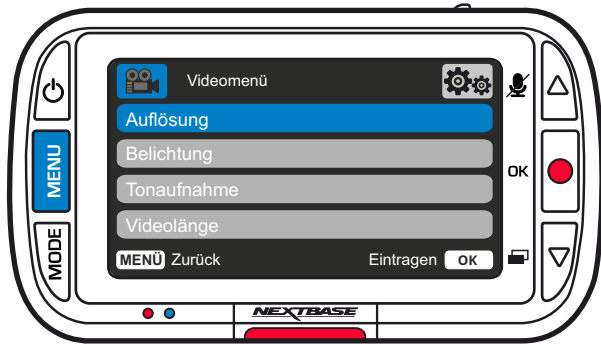 Videomenü
Auflösung
MENU
Belichtung
OK
Tonaufnahme
Videolänge
MODE
MENÜ Zurück Eintragen OK
NEXTBASE